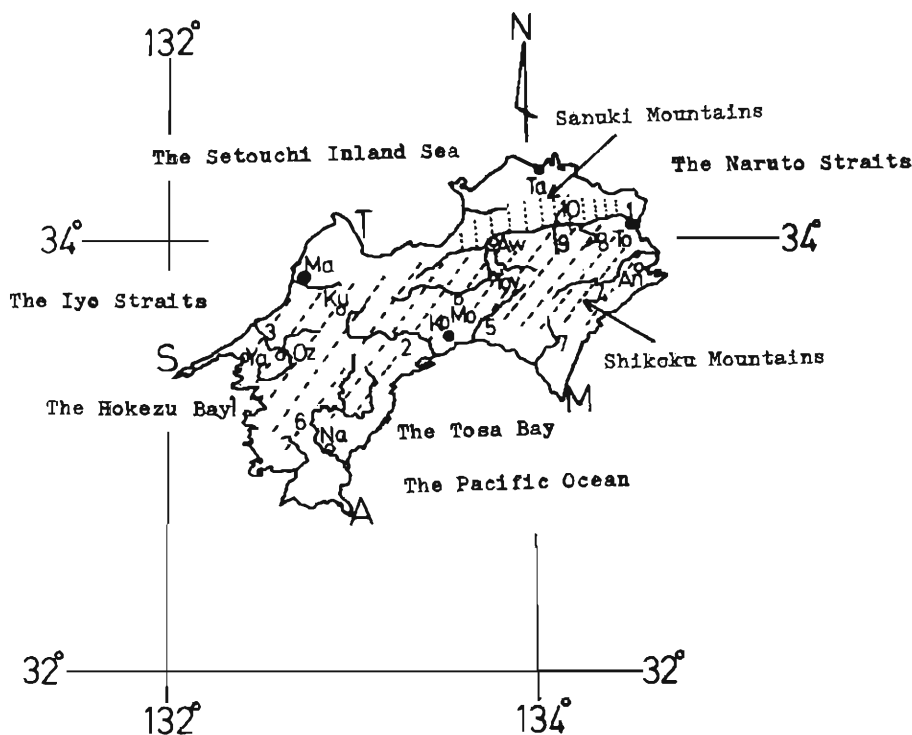 N
132°
Sanuki Mountains
The Setouchi Inland Sea
The Naruto Straits
Ta
10
T
34°
Aw
9
8
To
34°
Ma
An
The Iyo Straits
Ku
Mo
Ko
5
3
Ya
Oz
2
7
Shikoku Mountains
S
The Hokezu Bay
M
6
Na
The Tosa Bay
The Pacific Ocean
A
32°
32°
132°
134°